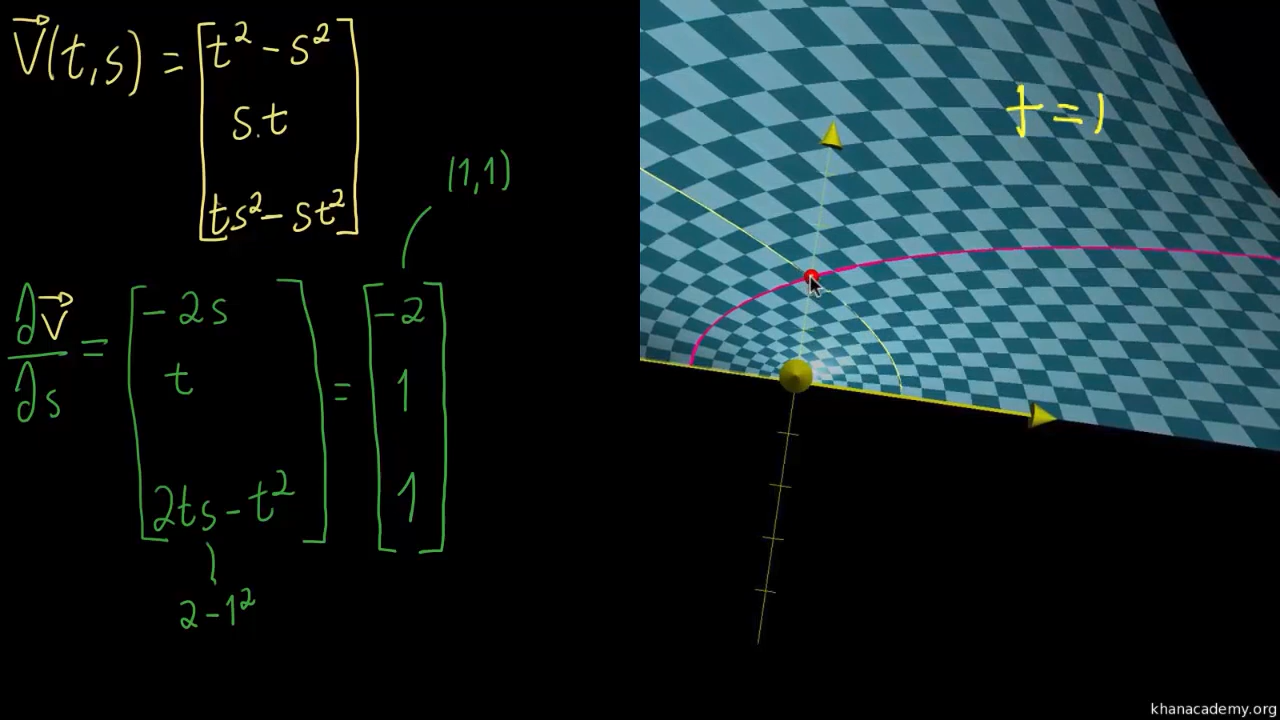 V⃗(t,s) = [t² - s²
s.t
ts² - st²]
(1,1)
∂V⃗/∂s = [-2s
t
2ts - t²] = [-2
1
1]
2 - 1²
t = 1
khanacademy.org